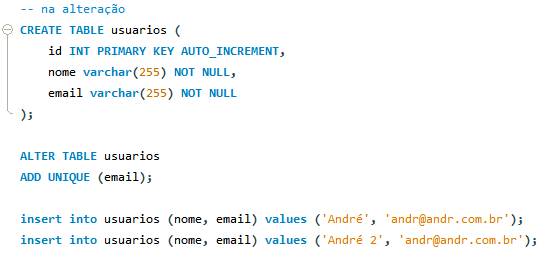 -- na alteração
CREATE TABLE usuarios (
id INT PRIMARY KEY AUTO_INCREMENT,
nome varchar(255) NOT NULL,
email varchar(255) NOT NULL
);
ALTER TABLE usuarios
ADD UNIQUE (email);
insert into usuarios (nome, email) values ('André', 'andr@andr.com.br');
insert into usuarios (nome, email) values ('André 2', 'andr@andr.com.br');